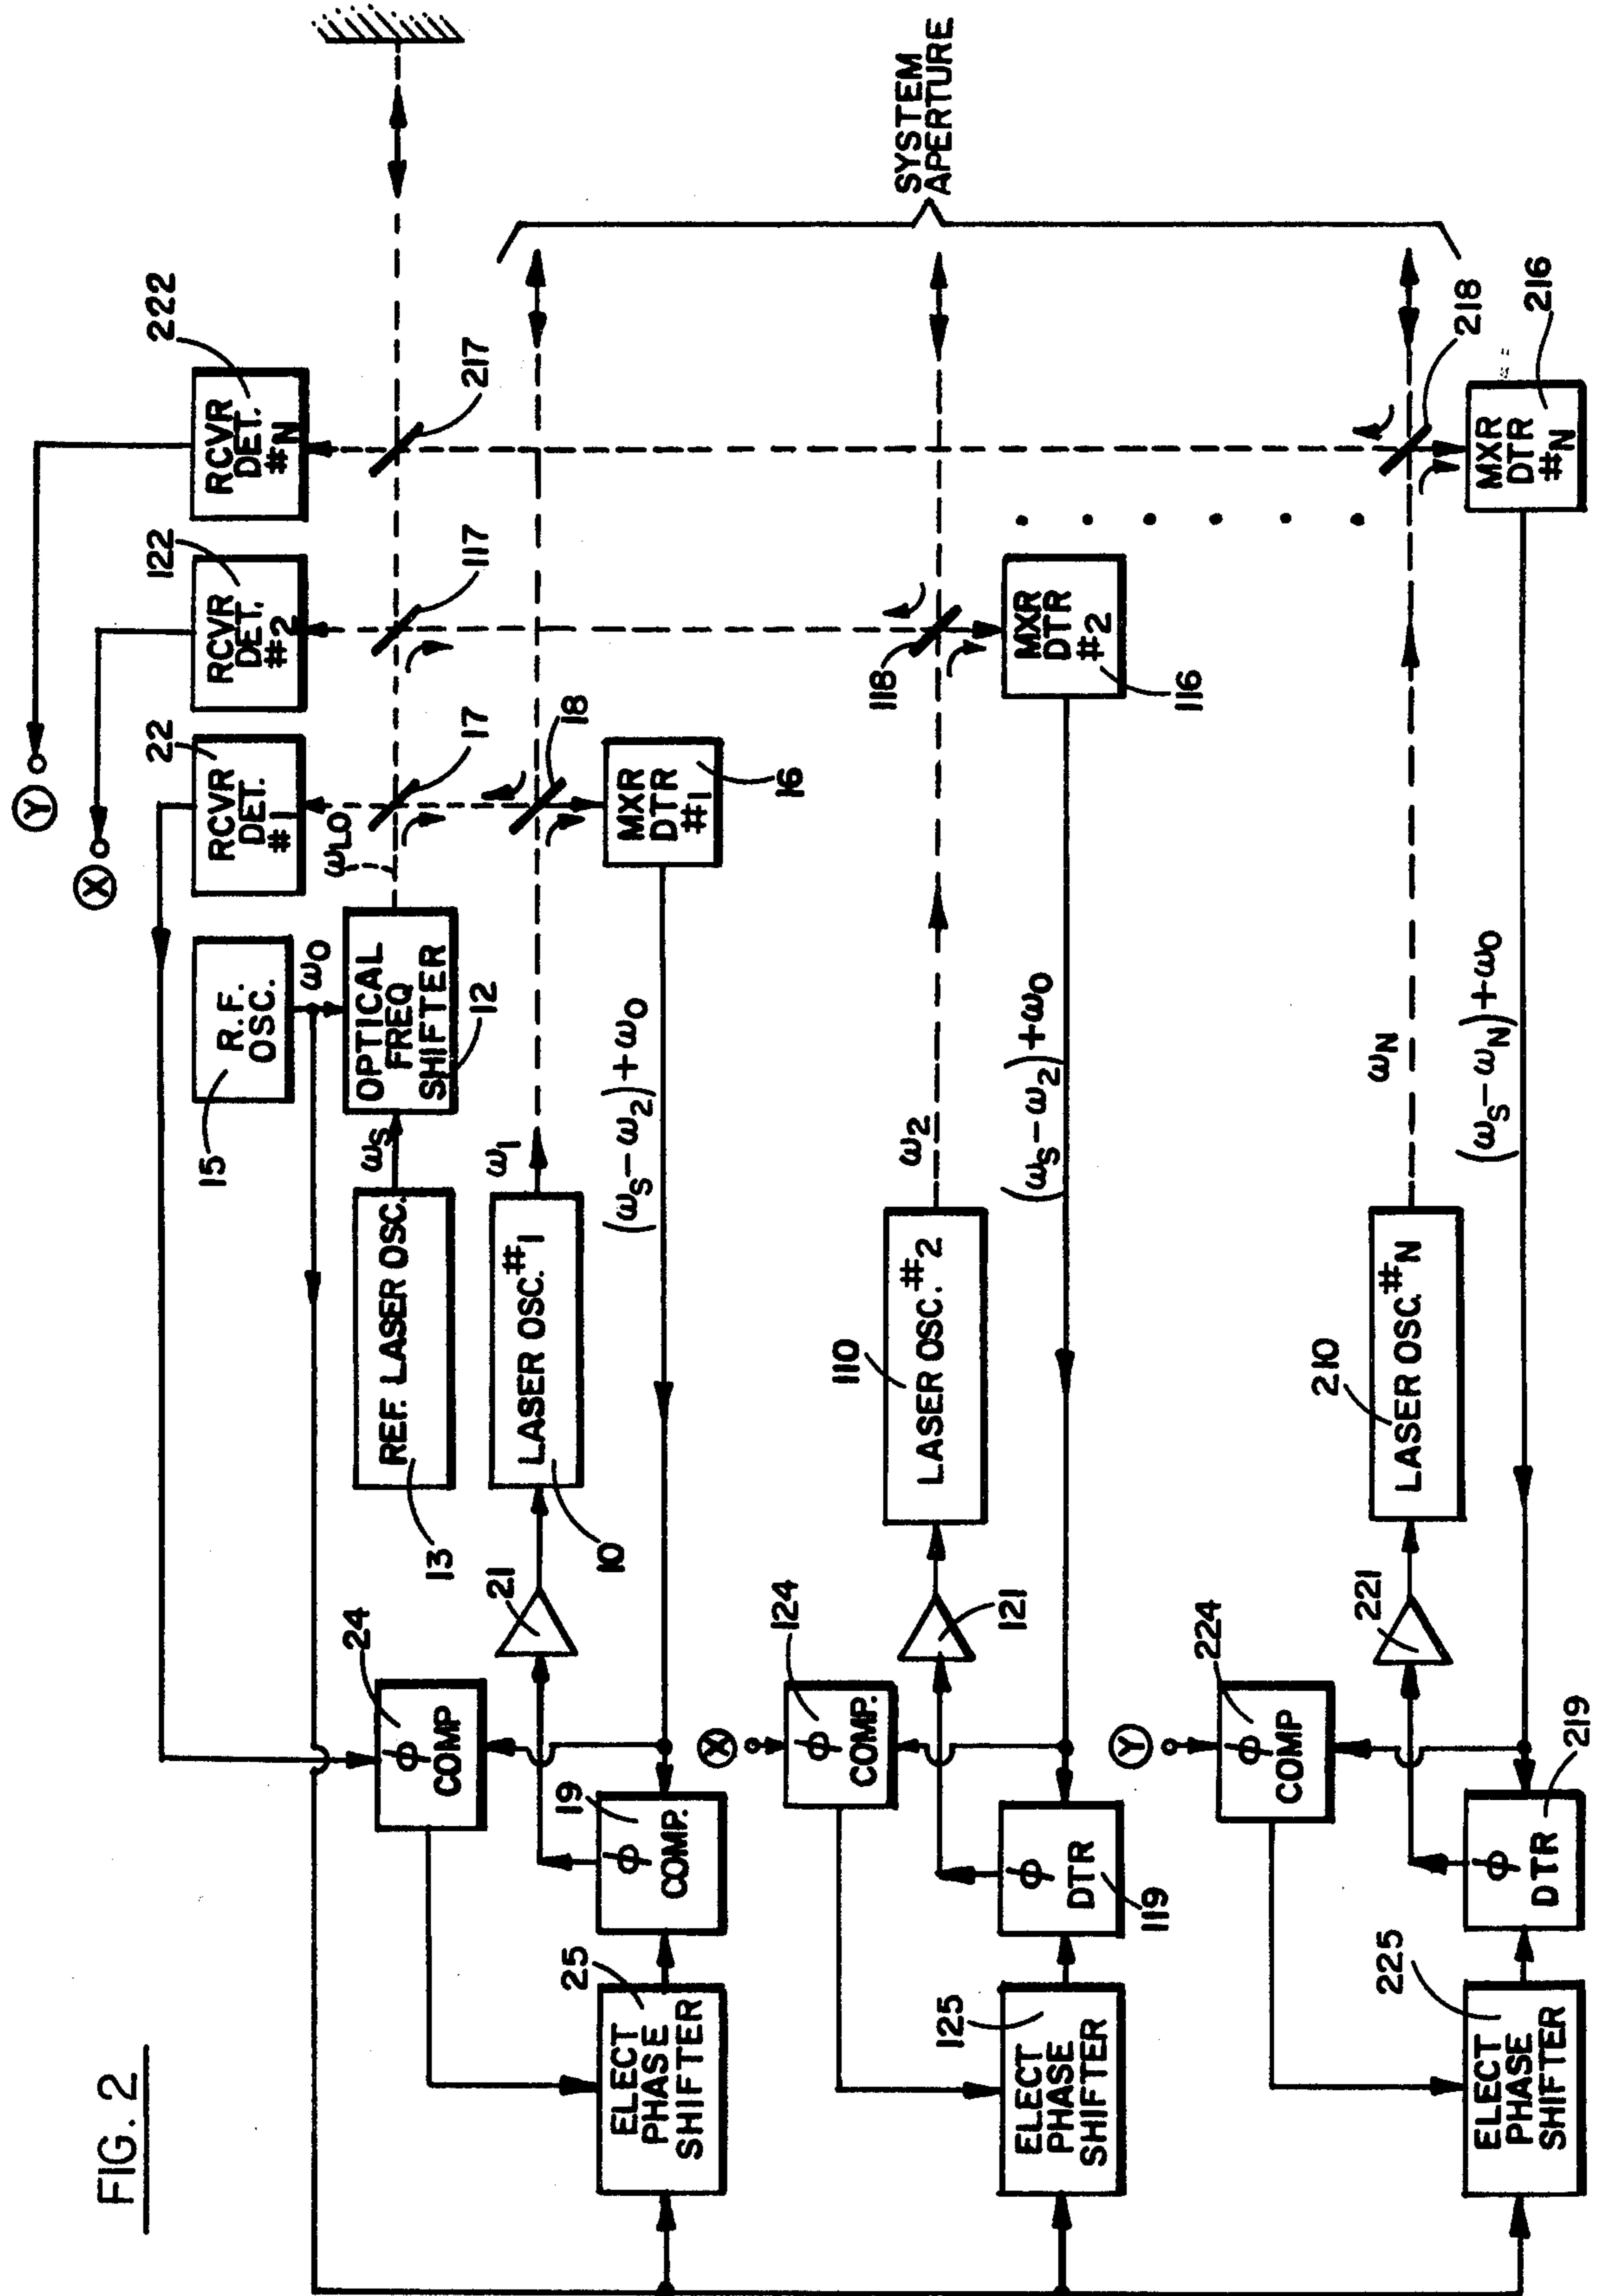 FIG. 2
Y
X
RCVR
DET.
#1
22
RCVR
DET.
#2
122
RCVR
DET.
#N
222
R.F.
OSC.
15
ωO
REF. LASER OSC.
13
ωS
OPTICAL
FREQ
SHIFTER
12
ωLO
17
117
217
LASER OSC. #1
10
21
ω1
18
MXR
DTR
#1
16
(ωS – ω2) + ωO
ϕ
COMP
24
ϕ
COMP.
19
ELECT
PHASE
SHIFTER
25
SYSTEM
APERTURE
X
ϕ
COMP.
124
121
LASER OSC. #2
110
ω2
118
MXR
DTR
#2
116
(ωS – ω2) + ωO
ϕ
DTR
119
ELECT
PHASE
SHIFTER
125
Y
ϕ
COMP
224
221
LASER OSC. #N
210
ωN
218
MXR
DTR
#N
216
(ωS – ωN) + ωO
ϕ
DTR
219
ELECT
PHASE
SHIFTER
225